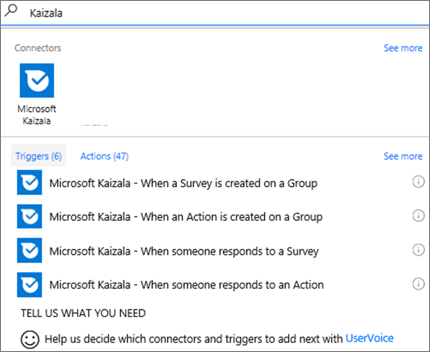 Kaizala
Connectors
See more
Microsoft
Kaizala
Triggers (6)
Actions (47)
See more
Microsoft Kaizala - When a Survey is created on a Group
Microsoft Kaizala - When an Action is created on a Group
Microsoft Kaizala - When someone responds to a Survey
Microsoft Kaizala - When someone responds to an Action
TELL US WHAT YOU NEED
Help us decide which connectors and triggers to add next with UserVoice